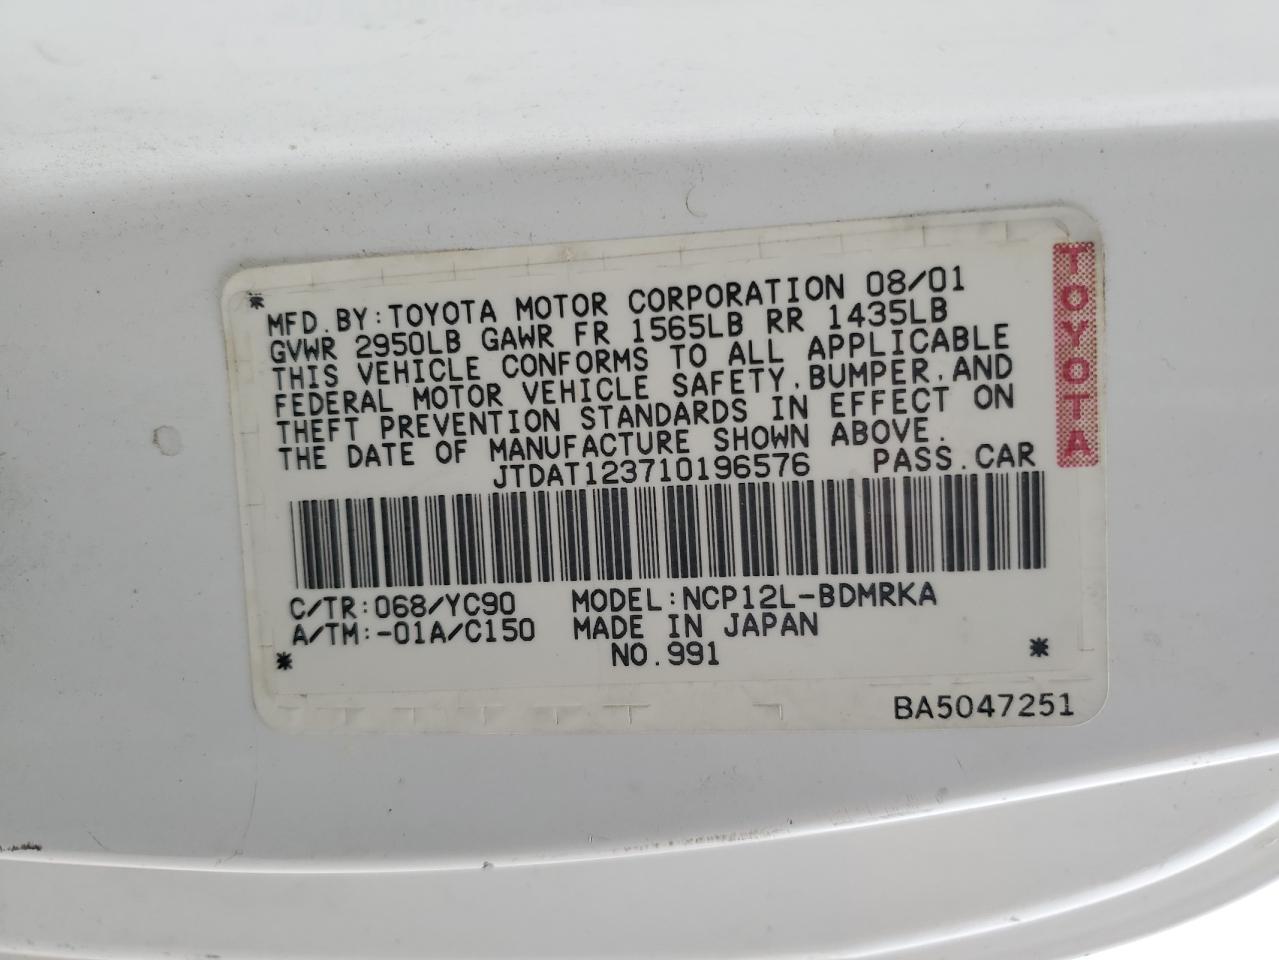 MFD. BY: TOYOTA MOTOR CORPORATION 08/01
GVWR 2950LB GAWR FR 1565LB RR 1435LB
THIS VEHICLE CONFORMS TO ALL APPLICABLE
FEDERAL MOTOR VEHICLE SAFETY, BUMPER, AND
THEFT PREVENTION STANDARDS IN EFFECT ON
THE DATE OF MANUFACTURE SHOWN ABOVE.
JTDAT123710196576 PASS. CAR
C/TR: 068/YC90 MODEL: NCP12L-BDMRKA
A/TM: -01A/C150 MADE IN JAPAN
NO. 991
BA5047251
TOYOTA